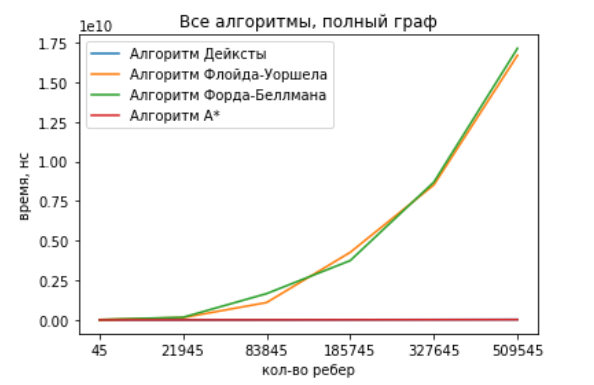 Все алгоритмы, полный граф
1e10
1.75
1.50
1.25
1.00
0.75
0.50
0.25
0.00
время, нс
Алгоритм Дейксты
Алгоритм Флойда-Уоршела
Алгоритм Форда-Беллмана
Алгоритм A*
45 21945 83845 185745 327645 509545
кол-во ребер